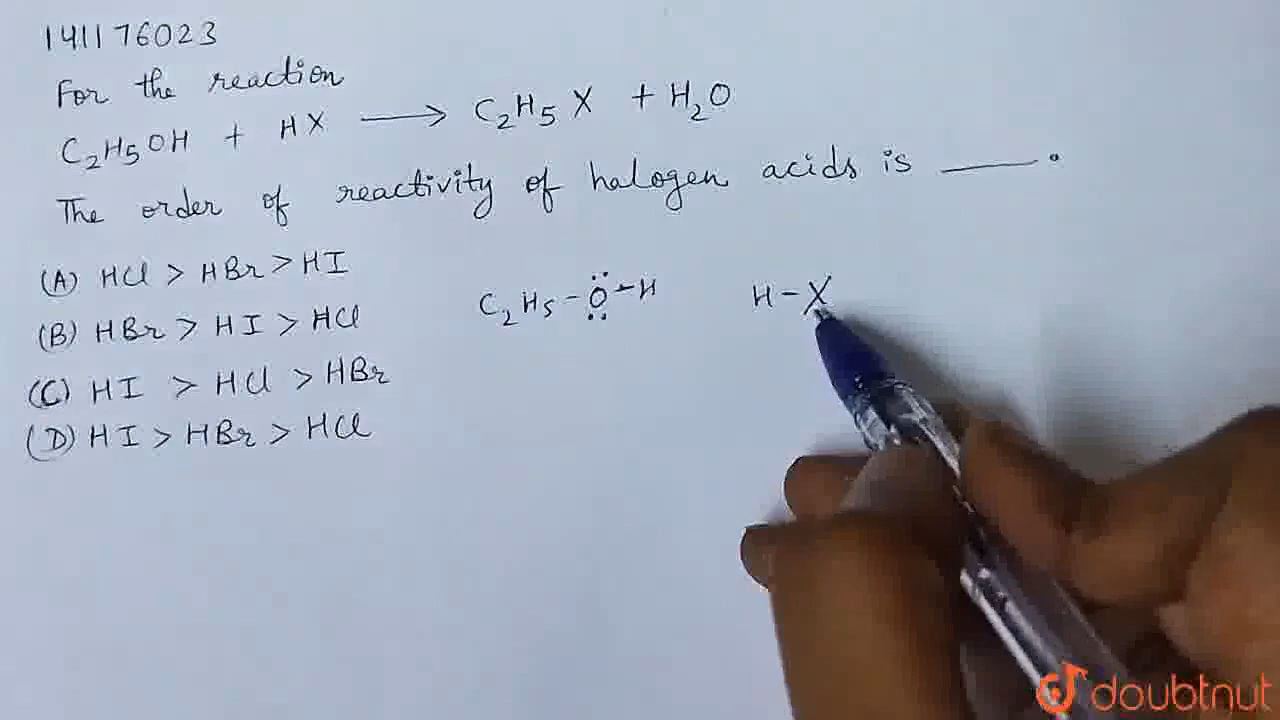 141176023
For the reaction
C₂H₅OH + HX ⟶ C₂H₅X + H₂O
The order of reactivity of halogen acids is ____.
(A) HCl > HBr > HI
(B) HBr > HI > HCl
(C) HI > HCl > HBr
(D) HI > HBr > HCl
C₂H₅-O-H H-X
doubtnut